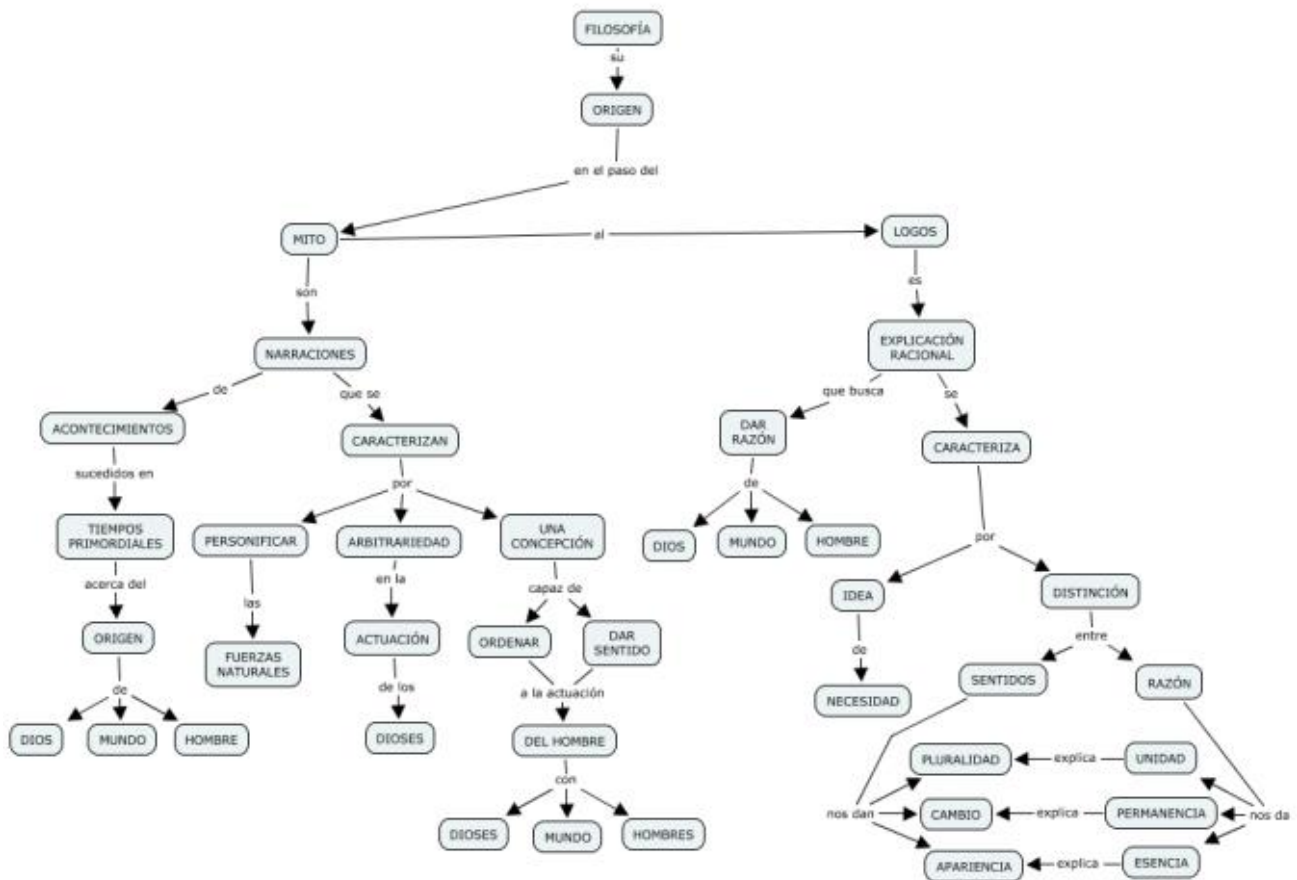 FILOSOFÍA
su
ORIGEN
en el paso del
MITO
al
LOGOS
son
es
NARRACIONES
EXPLICACIÓN
RACIONAL
de
que se
que busca
se
ACONTECIMIENTOS
CARACTERIZAN
DAR
RAZÓN
CARACTERIZA
sucedidos en
por
de
TIEMPOS
PRIMORDIALES
PERSONIFICAR
ARBITRARIEDAD
UNA
CONCEPCIÓN
DIOS
MUNDO
HOMBRE
por
acerca del
las
en la
capaz de
IDEA
DISTINCIÓN
ORIGEN
FUERZAS
NATURALES
ACTUACIÓN
ORDENAR
DAR
SENTIDO
de
entre
de
de los
a la actuación
NECESIDAD
SENTIDOS
RAZÓN
DIOS
MUNDO
HOMBRE
DIOSES
DEL HOMBRE
PLURALIDAD
explica
UNIDAD
con
nos dan
CAMBIO
explica
PERMANENCIA
nos da
DIOSES
MUNDO
HOMBRES
APARIENCIA
explica
ESENCIA